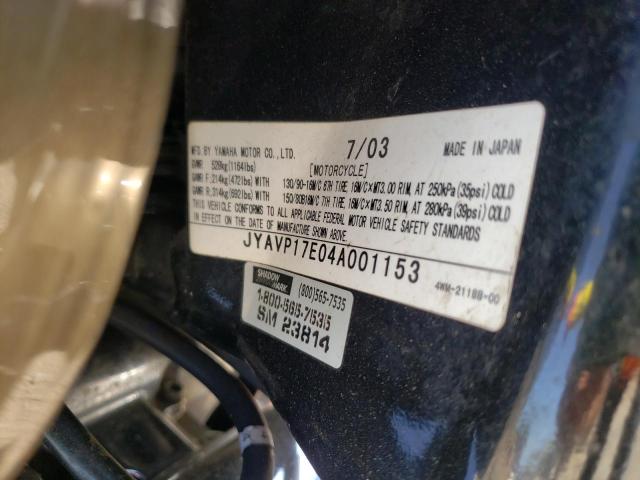 MFD. BY YAMAHA MOTOR CO., LTD. 7/03 MADE IN JAPAN
GVWR 528kg(1164lbs) [MOTORCYCLE]
GAWR F. 214kg(472lbs) WITH 130/90-16M/C 67H TIRE, 16M/C×MT3.00 RIM, AT 250kPa(35psi) COLD
GAWR R. 314kg(692lbs) WITH 150/80B16M/C 71H TIRE, 16M/C×MT3.50 RIM, AT 280kPa(39psi) COLD
THIS VEHICLE CONFORMS TO ALL APPLICABLE FEDERAL MOTOR VEHICLE SAFETY STANDARDS
IN EFFECT ON THE DATE OF MANUFACTURE SHOWN ABOVE.
JYAVP17E04A001153
4WM-2118B-00
SHADOW (800)565-7535
1-800-565-7535
SM 23814